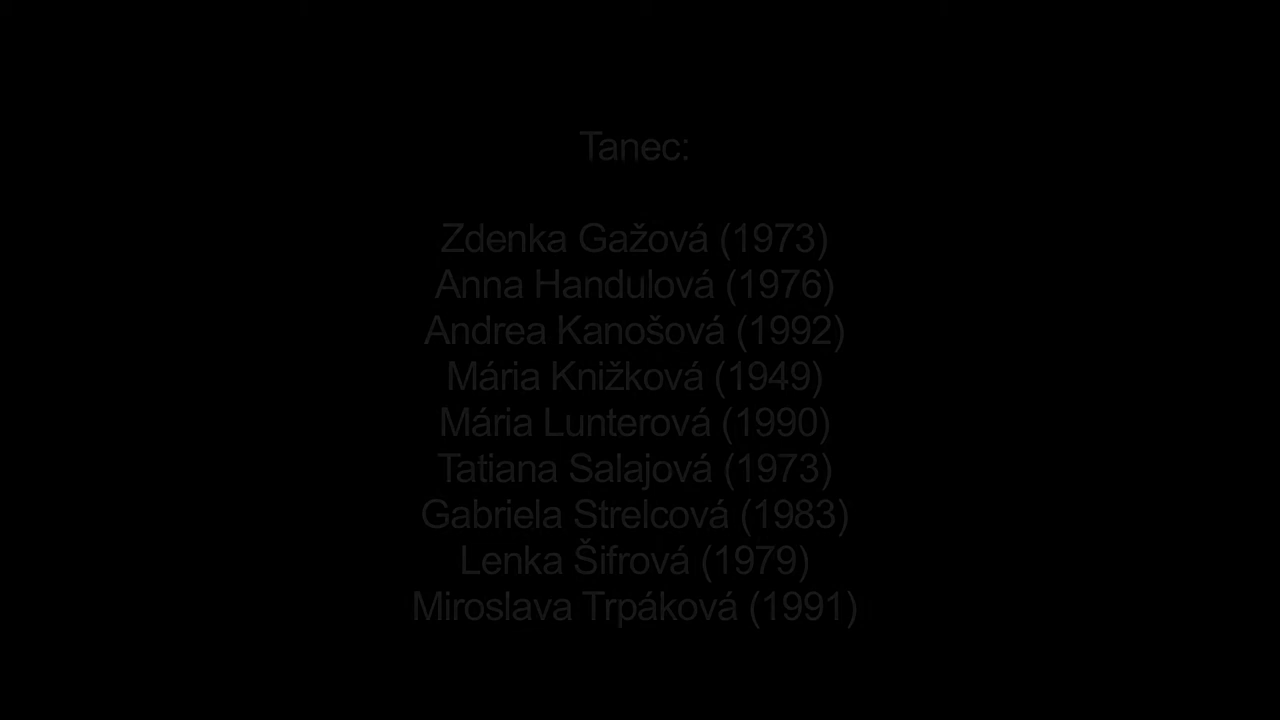 Tanec:
Zdenka Gažová (1973)
Anna Handulová (1976)
Andrea Kanošová (1992)
Mária Knižková (1949)
Mária Lunterová (1990)
Tatiana Salajová (1973)
Gabriela Strelcová (1983)
Lenka Šifrová (1979)
Miroslava Trpáková (1991)